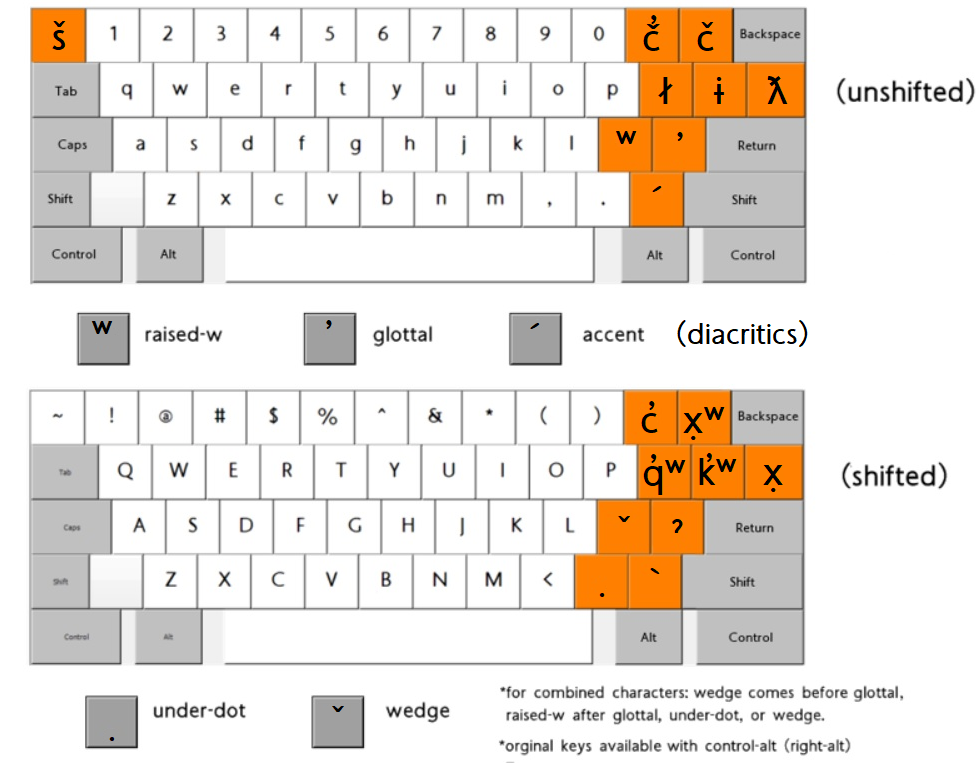 š 1 2 3 4 5 6 7 8 9 0 č̓ č Backspace
Tab q w e r t y u i o p ł ɨ ƛ (unshifted)
Caps a s d f g h j k l ʷ ʼ Return
Shift z x c v b n m , . ˊ Shift
Control Alt Alt Control
ʷ raised-w ʼ glottal ˊ accent (diacritics)
~ ! @ # $ % ^ & * ( ) c̓ x̣ʷ Backspace
Tab Q W E R T Y U I O P q̓ʷ k̓ʷ x̣ (shifted)
Caps A S D F G H J K L ˇ ʔ Return
Shift Z X C V B N M < . ˋ Shift
Control Alt Alt Control
. under-dot ˇ wedge
*for combined characters: wedge comes before glottal,
raised-w after glottal, under-dot, or wedge.
*orginal keys available with control-alt (right-alt)